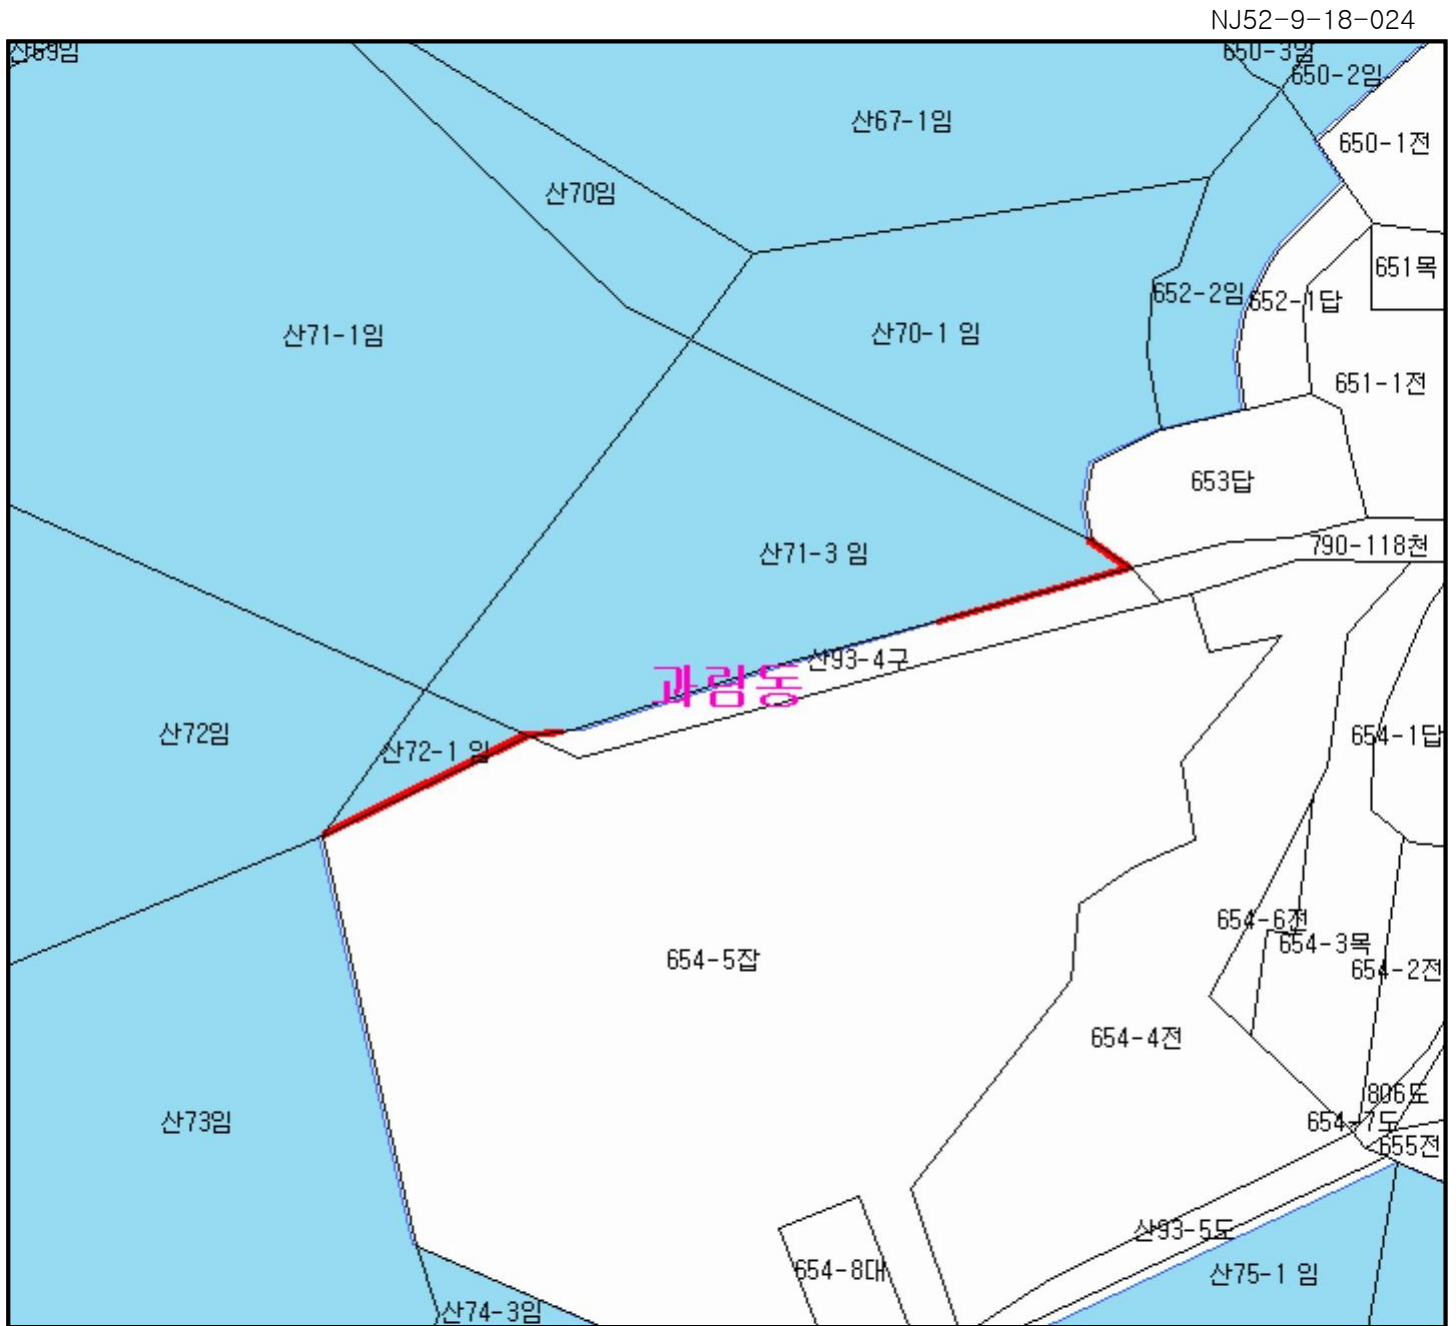 NJ52-9-18-024
산69임
650-3임
650-2임
산67-1임
650-1전
산70임
651목
652-2임
652-1답
산71-1임
산70-1 임
651-1전
653답
790-118천
산71-3 임
산93-4구
과림동
산72임
산72-1 임
654-1답
654-6전
654-3목
654-5잡
654-2전
654-4전
806도
산73임
654-7도
655전
산93-5도
654-8대
산75-1 임
산74-3임